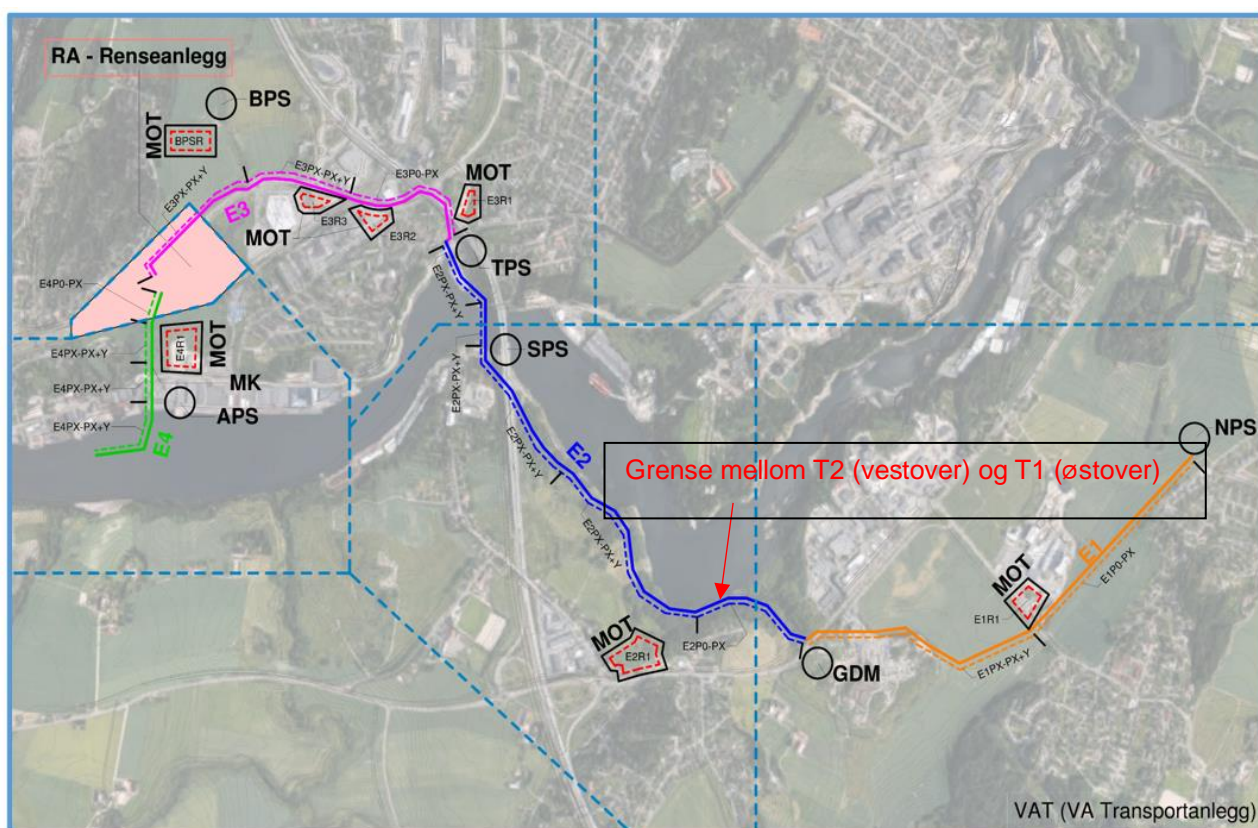 RA - Renseanlegg
BPS
MOT
BPSR
E3PX-PX+Y
E3PX-PX+Y
E3P0-PX
MOT
E3R1
E3
E3R3
MOT
E3R2
TPS
E4P0-PX
E2PX-PX+Y
E4R1
MOT
E4PX-PX+Y
SPS
MK
E4PX-PX+Y
APS
E2PX-PX+Y
E4PX-PX+Y
E4
NPS
E2PX-PX+Y
E2
Grense mellom T2 (vestover) og T1 (østover)
E2PX-PX+Y
E1
E1P0-PX
MOT
E1R1
MOT
E2R1
E2P0-PX
GDM
E1PX-PX+Y
VAT (VA Transportanlegg)